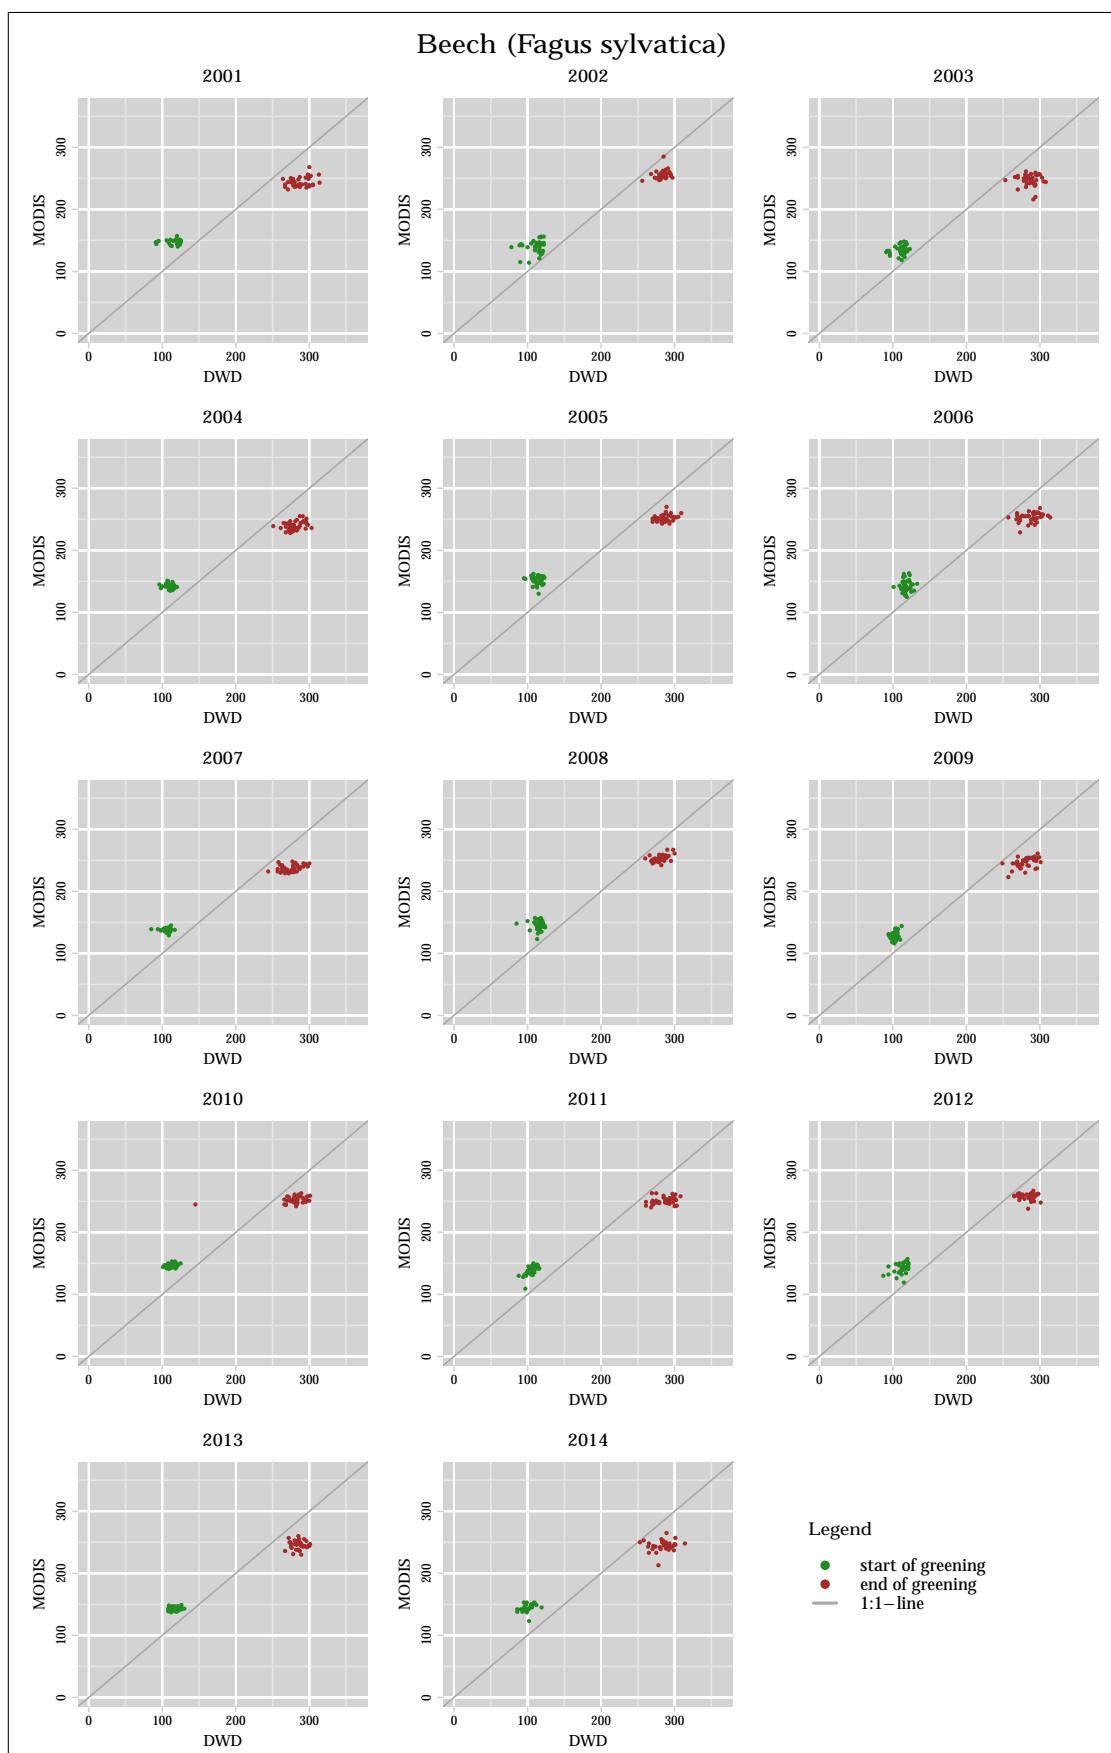 Beech (Fagus sylvatica)
2001
2002
2003
MODIS
0
100
200
300
0 100 200 300
DWD
MODIS
0
100
200
300
0 100 200 300
DWD
MODIS
0
100
200
300
0 100 200 300
DWD
2004
2005
2006
MODIS
0
100
200
300
0 100 200 300
DWD
MODIS
0
100
200
300
0 100 200 300
DWD
MODIS
0
100
200
300
0 100 200 300
DWD
2007
2008
2009
MODIS
0
100
200
300
0 100 200 300
DWD
MODIS
0
100
200
300
0 100 200 300
DWD
MODIS
0
100
200
300
0 100 200 300
DWD
2010
2011
2012
MODIS
0
100
200
300
0 100 200 300
DWD
MODIS
0
100
200
300
0 100 200 300
DWD
MODIS
0
100
200
300
0 100 200 300
DWD
2013
2014
MODIS
0
100
200
300
0 100 200 300
DWD
MODIS
0
100
200
300
0 100 200 300
DWD
Legend
start of greening
end of greening
1:1−line